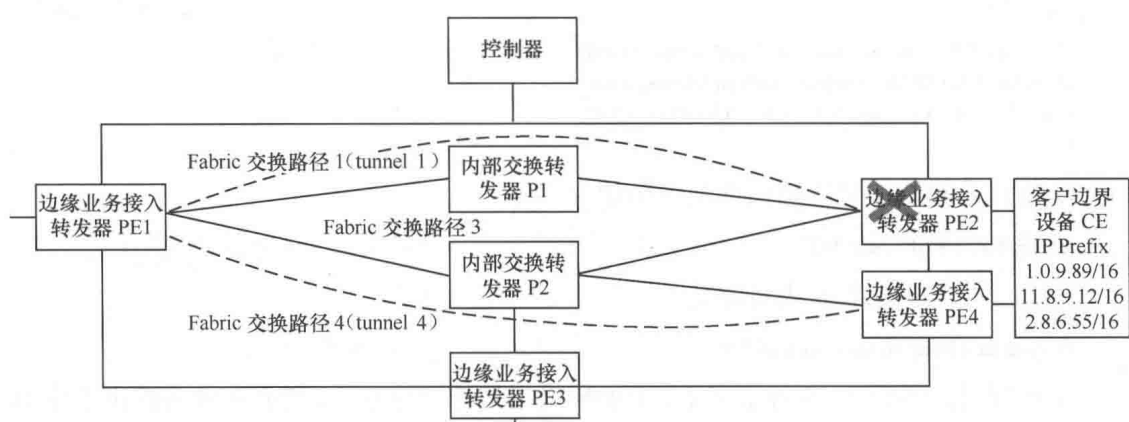 控制器
Fabric 交换路径 1(tunnel 1)
内部交换转
发器 P1
边缘业务接入
转发器 PE1
边缘业务接入
转发器 PE2
客户边界
设备 CE
IP Prefix
1.0.9.89/16
11.8.9.12/16
2.8.6.55/16
Fabric 交换路径 3
内部交换转
发器 P2
边缘业务接入
转发器 PE4
Fabric 交换路径 4(tunnel 4)
边缘业务接入
转发器 PE3